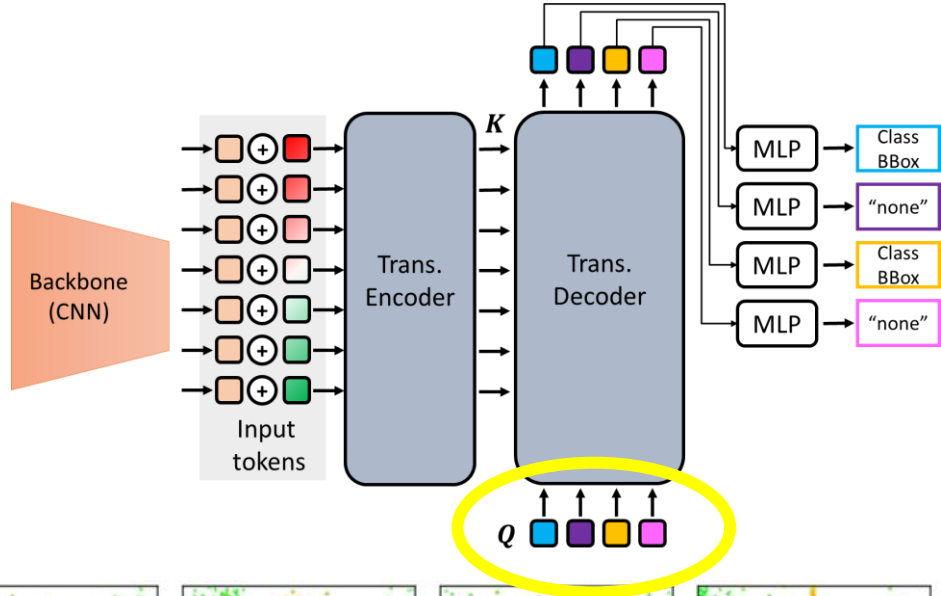 Backbone
(CNN)
+
+
+
+
+
+
+
Input
tokens
Trans.
Encoder
K
Trans.
Decoder
Q
MLP
Class
BBox
MLP
“none”
MLP
Class
BBox
MLP
“none”